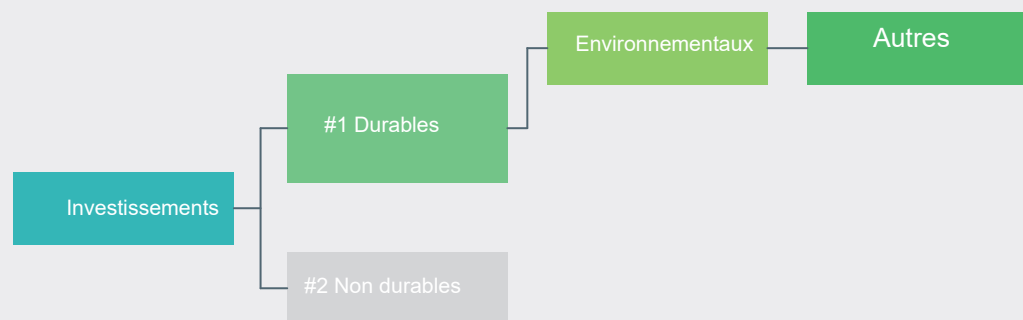 Investissements
#1 Durables
#2 Non durables
Environnementaux
Autres